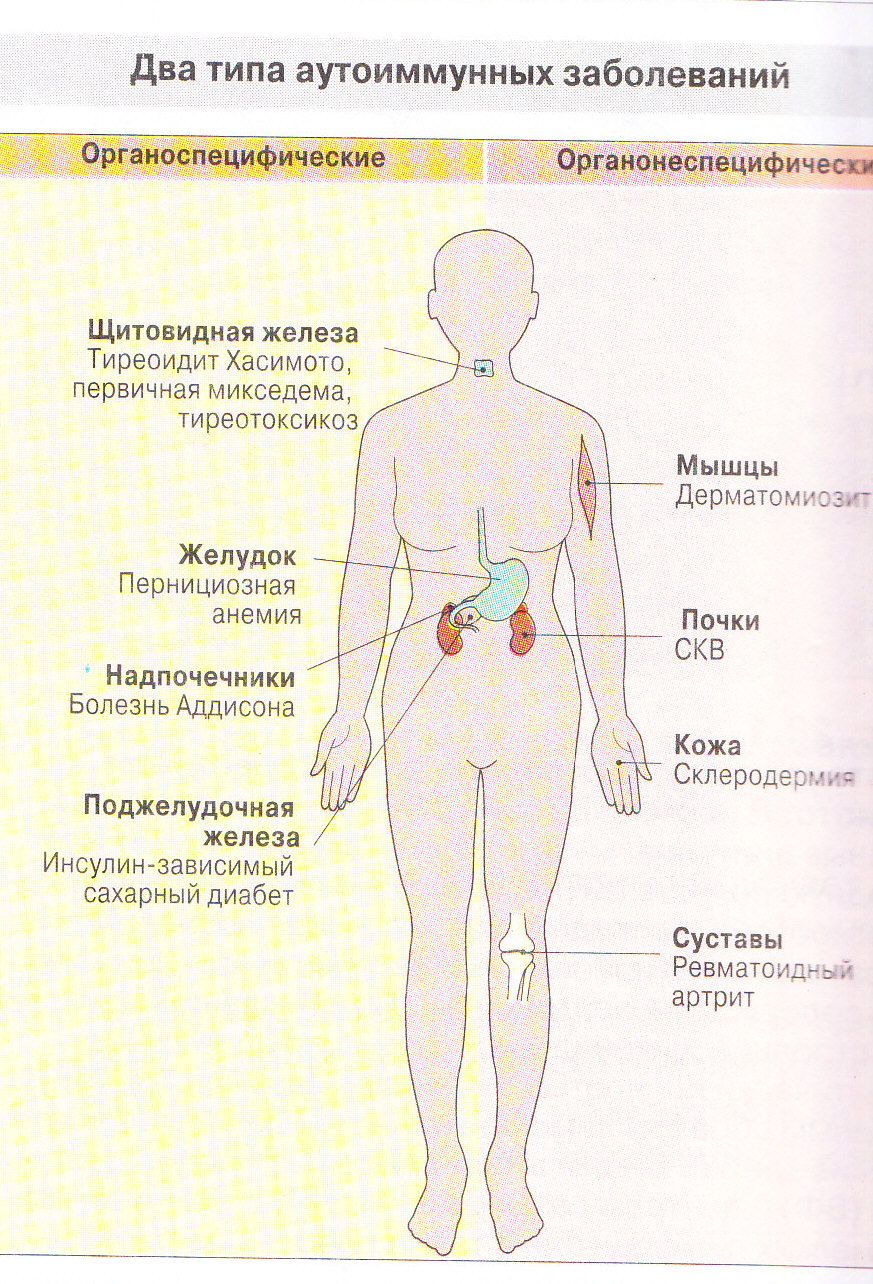 Два типа аутоиммунных заболеваний
Органоспецифические
Органонеспецифически
Щитовидная железа
Тиреоидит Хасимото,
первичная микседема,
тиреотоксикоз
Желудок
Пернициозная
анемия
Надпочечники
Болезнь Аддисона
Поджелудочная
железа
Инсулин-зависимый
сахарный диабет
Мышцы
Дерматомиозит
Почки
СКВ
Кожа
Склеродермия
Суставы
Ревматоидный
артрит